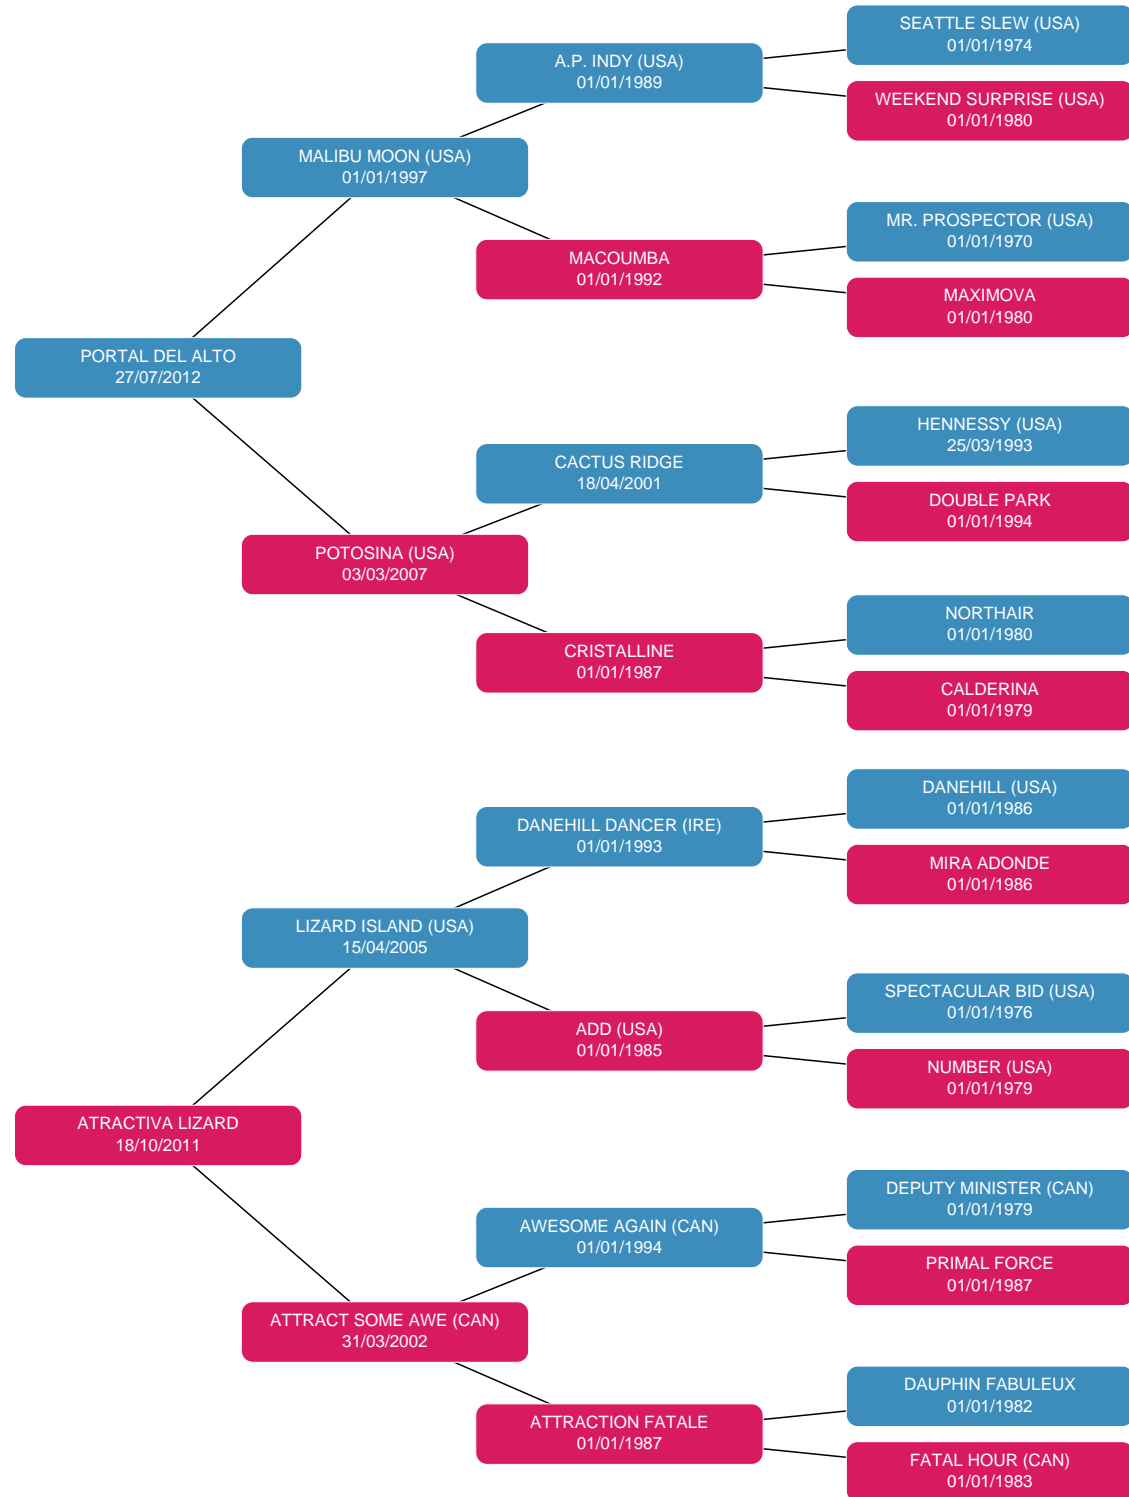 SEATTLE SLEW (USA)
01/01/1974
A.P. INDY (USA)
01/01/1989
WEEKEND SURPRISE (USA)
01/01/1980
MALIBU MOON (USA)
01/01/1997
MR. PROSPECTOR (USA)
01/01/1970
MACOUMBA
01/01/1992
MAXIMOVA
01/01/1980
PORTAL DEL ALTO
27/07/2012
HENNESSY (USA)
25/03/1993
CACTUS RIDGE
18/04/2001
DOUBLE PARK
01/01/1994
POTOSINA (USA)
03/03/2007
NORTHAIR
01/01/1980
CRISTALLINE
01/01/1987
CALDERINA
01/01/1979
DANEHILL (USA)
01/01/1986
DANEHILL DANCER (IRE)
01/01/1993
MIRA ADONDE
01/01/1986
LIZARD ISLAND (USA)
15/04/2005
SPECTACULAR BID (USA)
01/01/1976
ADD (USA)
01/01/1985
NUMBER (USA)
01/01/1979
ATRACTIVA LIZARD
18/10/2011
DEPUTY MINISTER (CAN)
01/01/1979
AWESOME AGAIN (CAN)
01/01/1994
PRIMAL FORCE
01/01/1987
ATTRACT SOME AWE (CAN)
31/03/2002
DAUPHIN FABULEUX
01/01/1982
ATTRACTION FATALE
01/01/1987
FATAL HOUR (CAN)
01/01/1983